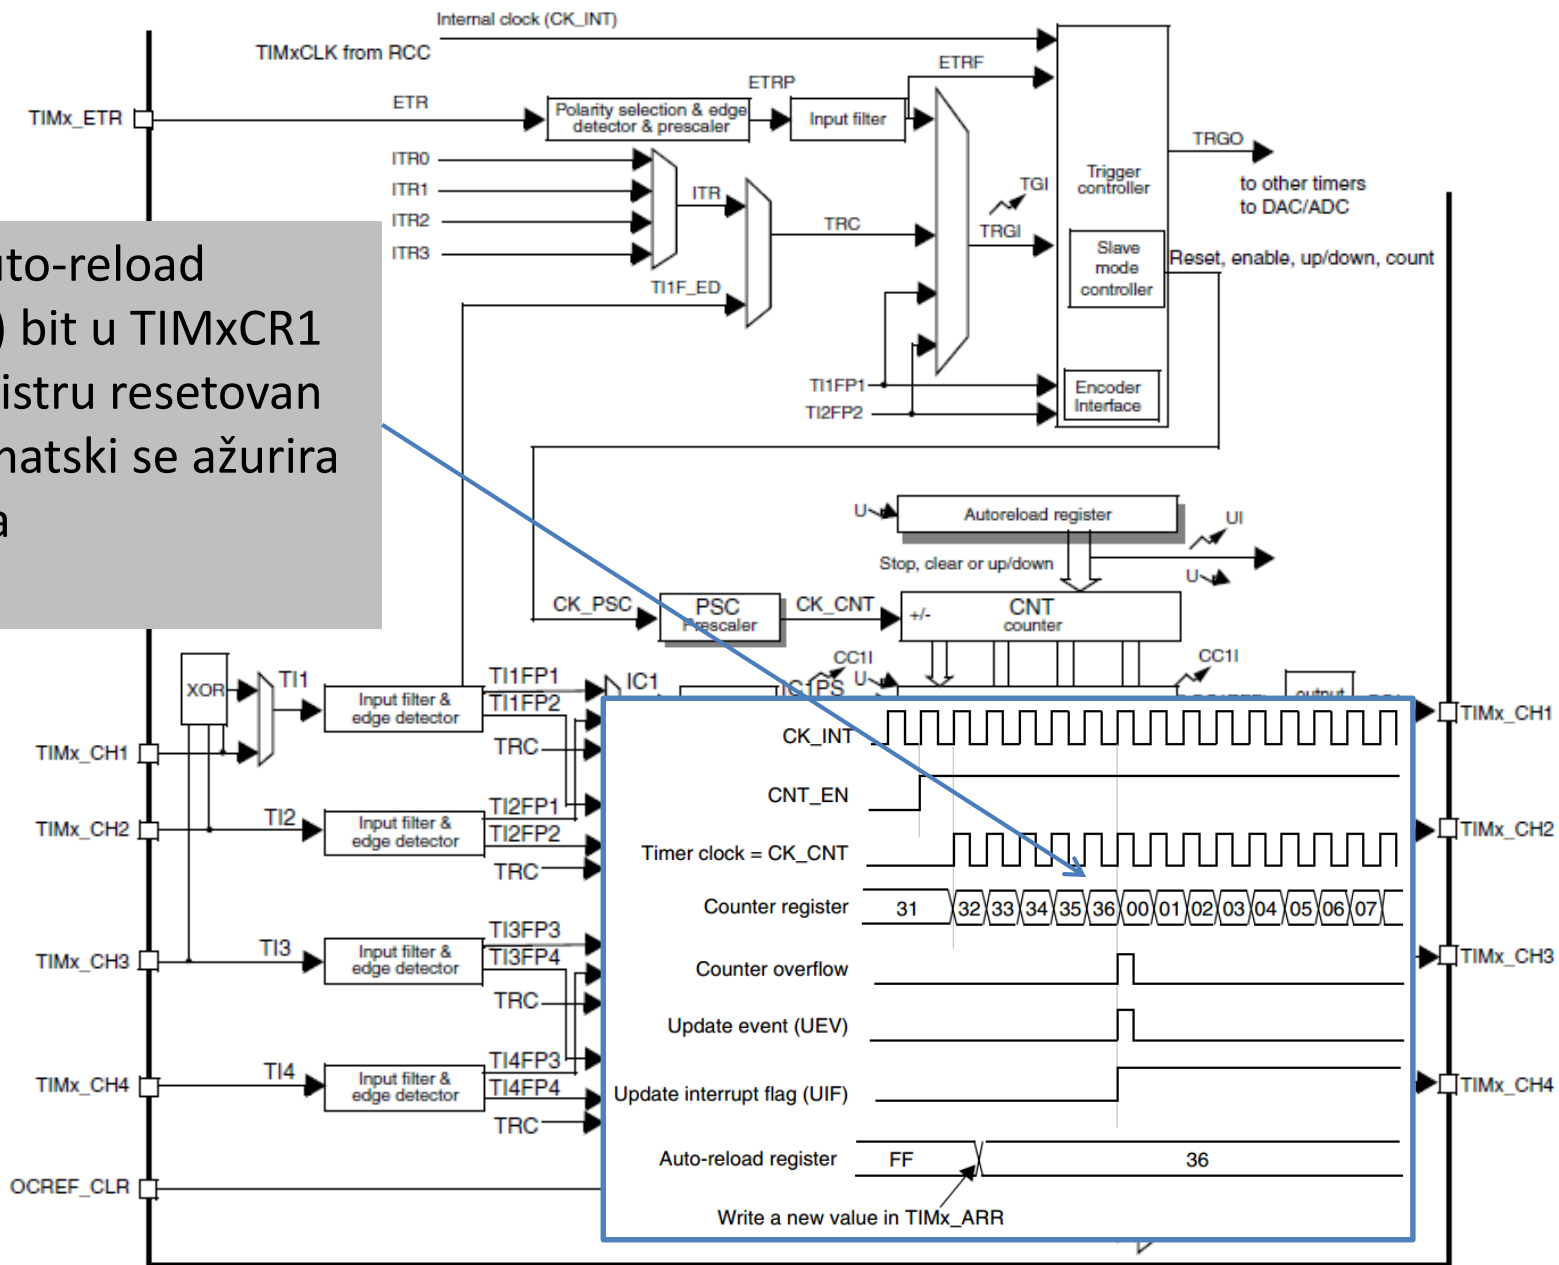 Internal clock (CK_INT)
TIMxCLK from RCC
ETRF
ETRP
ETR
TIMx_ETR
Polarity selection & edge
detector & prescaler
Input filter
TRGO
to other timers
to DAC/ADC
ITR0
ITR1
ITR2
ITR3
ITR
TRC
TGI
TRGI
Trigger
controller
Slave
mode
controller
Reset, enable, up/down, count
TI1F_ED
TI1FP1
TI2FP2
Encoder
Interface
uto-reload
) bit u TIMxCR1
istru resetovan
natski se ažurira
a
U
Autoreload register
UI
Stop, clear or up/down
U
CK_PSC
PSC
Prescaler
CK_CNT
+/-
CNT
counter
CC1I
U
CC1I
XOR
TI1
Input filter &
edge detector
TI1FP1
TI1FP2
TRC
IC1
IC1PS
output
TIMx_CH1
TIMx_CH1
TIMx_CH2
TI2
Input filter &
edge detector
TI2FP1
TI2FP2
TRC
TIMx_CH2
TIMx_CH3
TI3
Input filter &
edge detector
TI3FP3
TI3FP4
TRC
TIMx_CH3
TIMx_CH4
TI4
Input filter &
edge detector
TI4FP3
TI4FP4
TRC
TIMx_CH4
OCREF_CLR
CK_INT
CNT_EN
Timer clock = CK_CNT
Counter register 31 32 33 34 35 36 00 01 02 03 04 05 06 07
Counter overflow
Update event (UEV)
Update interrupt flag (UIF)
Auto-reload register FF 36
Write a new value in TIMx_ARR